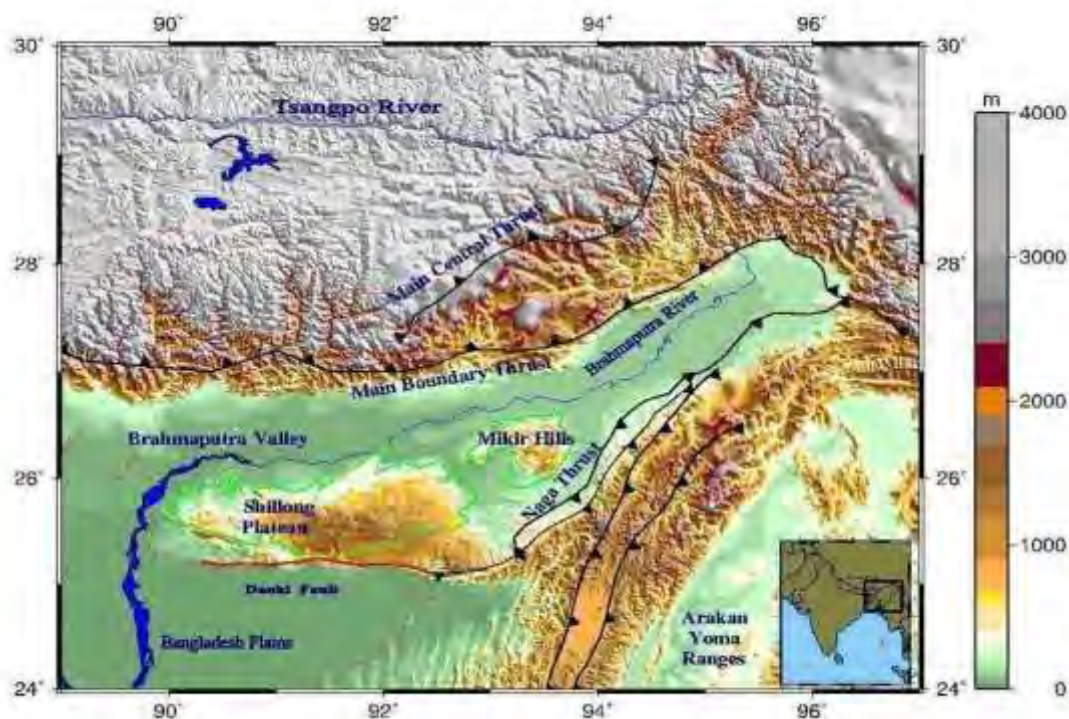 90 92 94 96
30° 30°
m
4000
Tsangpo River
3000
Main Central Thrust
28° 28°
Brahmaputra River
Main Boundary Thrust
2000
Brahmaputra Valley
Mikir Hills
26° 26°
Naga Thrust
Shillong
Plateau
1000
Dauki Fault
Bangladesh Plains
Arakan
Yoma
Ranges
24° 24°
0
90 92 94 96